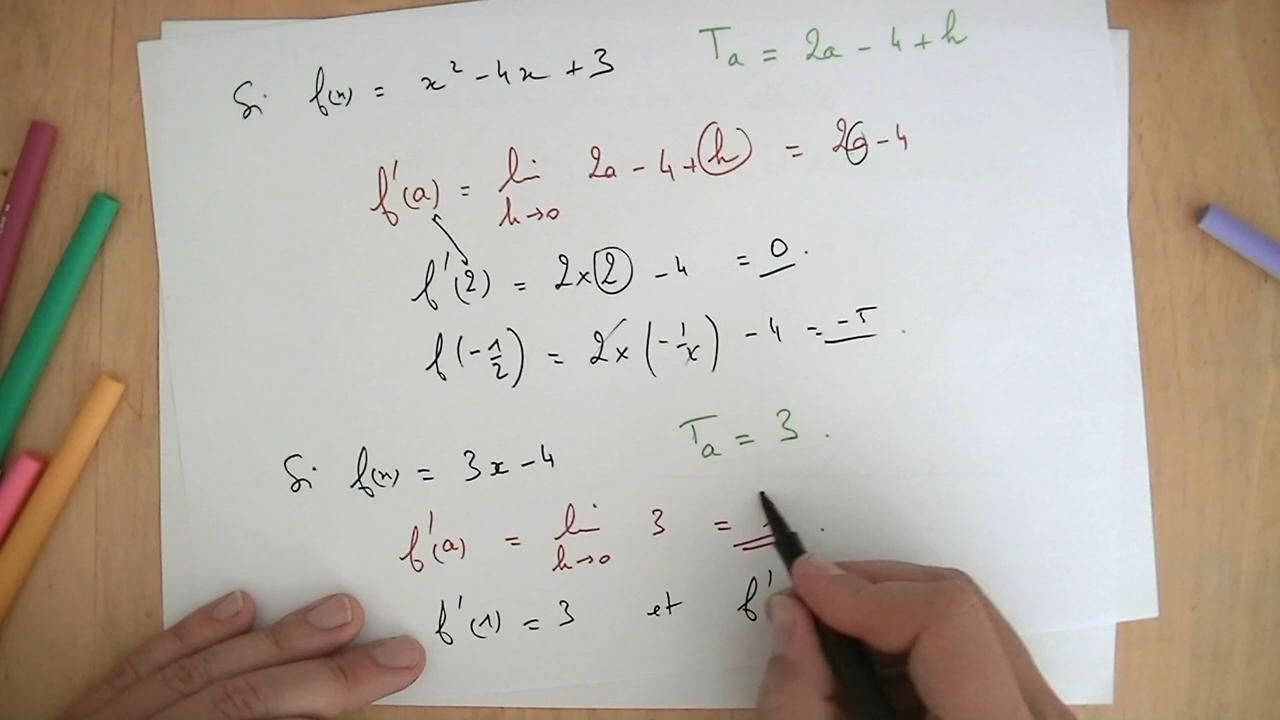 Si f(x) = x² - 4x + 3 Ta = 2a - 4 + h
f'(a) = lim 2a - 4 + h = 2a - 4
h→0
f'(2) = 2×2 - 4 = 0.
f(-1/2) = 2× (-1/2) - 4 = -5.
Si f(x) = 3x - 4 Ta = 3.
f'(a) = lim 3 =
h→0
f'(1) = 3 et f'